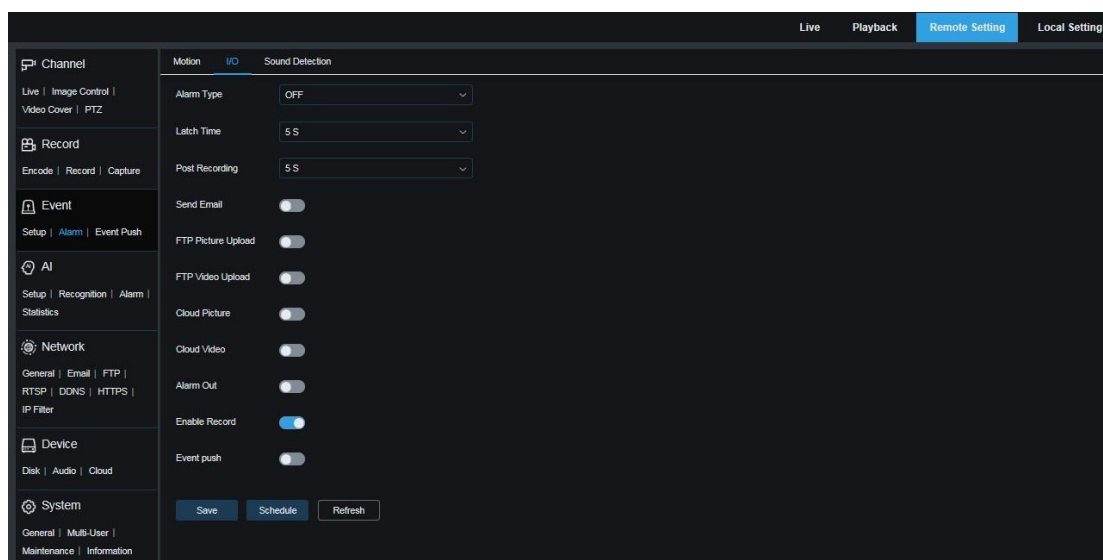 Live Playback Remote Setting Local Setting
Channel
Live | Image Control |
Video Cover | PTZ
Record
Encode | Record | Capture
Event
Setup | Alarm | Event Push
AI
Setup | Recognition | Alarm |
Statistics
Network
General | Email | FTP |
RTSP | DDNS | HTTPS |
IP Filter
Device
Disk | Audio | Cloud
System
General | Multi-User |
Maintenance | Information
Motion I/O Sound Detection
Alarm Type OFF
Latch Time 5 S
Post Recording 5 S
Send Email
FTP Picture Upload
FTP Video Upload
Cloud Picture
Cloud Video
Alarm Out
Enable Record
Event push
Save Schedule Refresh